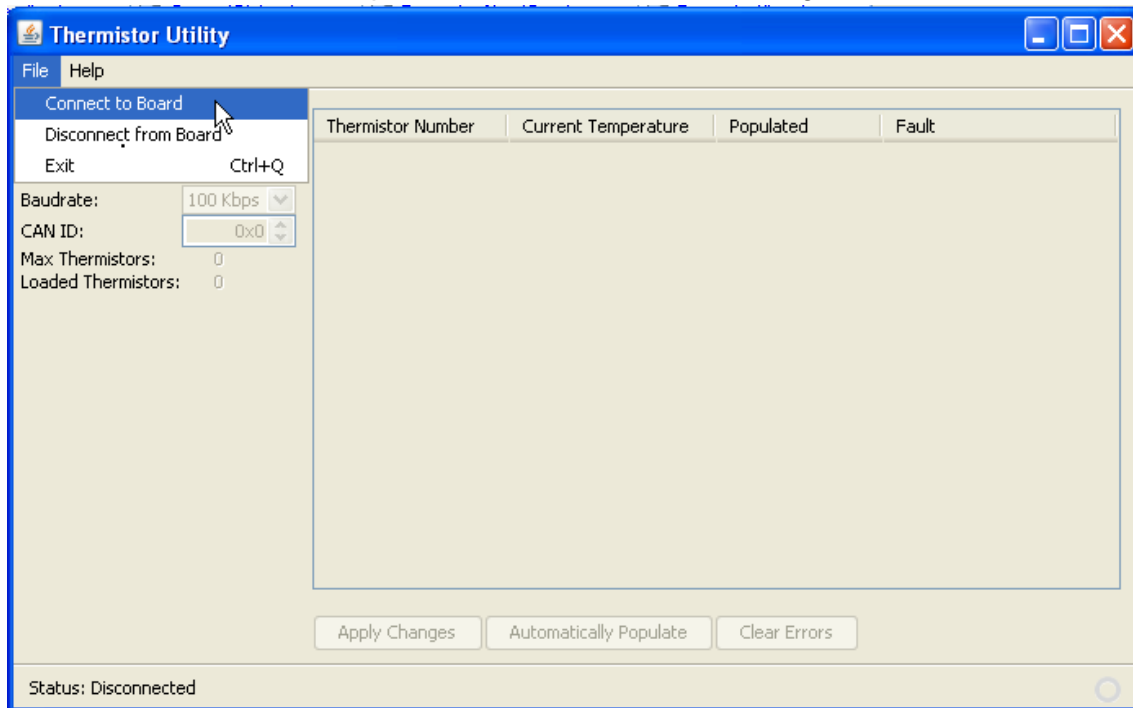 Thermistor Utility
File Help
Connect to Board
Disconnect from Board
Exit Ctrl+Q
Thermistor Number Current Temperature Populated Fault
Baudrate: 100 Kbps
CAN ID: 0x0
Max Thermistors: 0
Loaded Thermistors: 0
Apply Changes Automatically Populate Clear Errors
Status: Disconnected